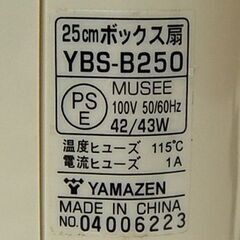 25cmボックス扇
YBS-B250
MUSEE
PS
E
100V 50/60Hz
42/43W
温度ヒューズ 115℃
電流ヒューズ 1A
YAMAZEN
MADE IN CHINA
NO.04006223